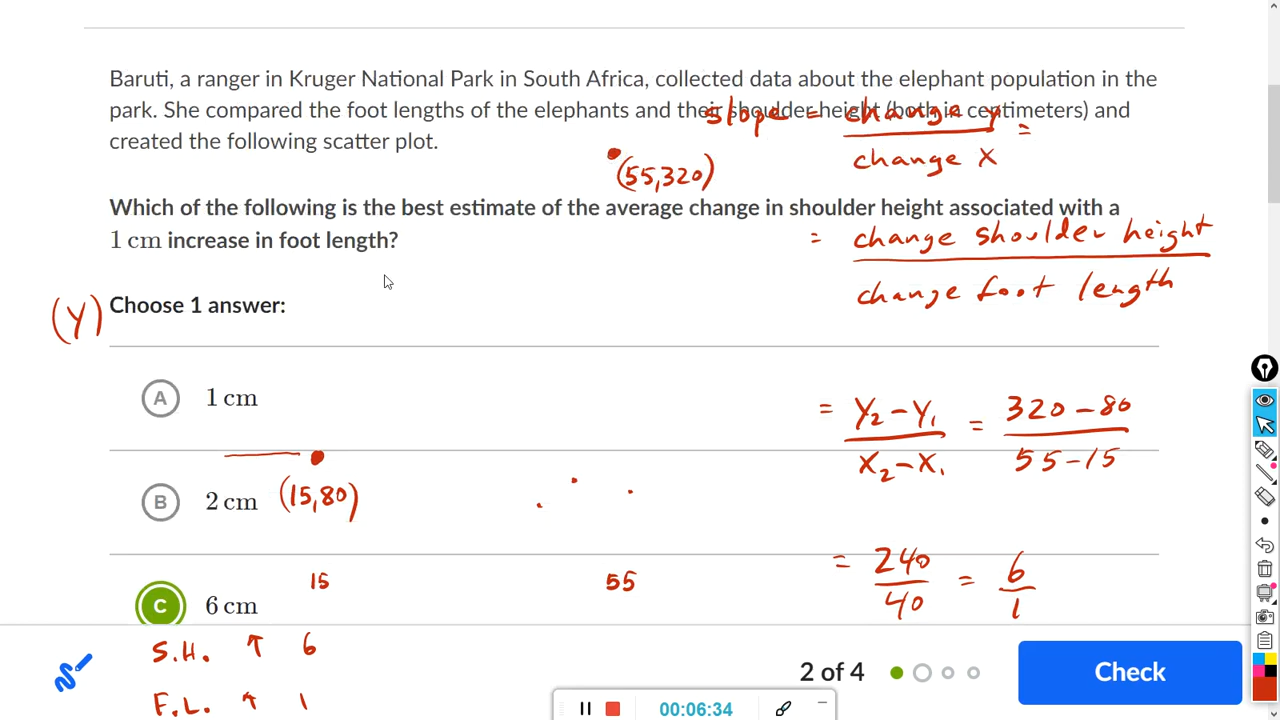 Baruti, a ranger in Kruger National Park in South Africa, collected data about the elephant population in the
park. She compared the foot lengths of the elephants and their shoulder height (both in centimeters) and
created the following scatter plot.
slope = change y / change x =
(55,320)
Which of the following is the best estimate of the average change in shoulder height associated with a
1 cm increase in foot length?
= change shoulder height / change foot length
(Y)
Choose 1 answer:
A 1 cm
= Y₂-Y₁ / X₂-X₁ = 320-80 / 55-15
B 2 cm
(15,80)
15 55
= 240 / 40 = 6 / 1
C 6 cm
S.H. ↑ 6
F.L. ↑ 1
2 of 4
Check
00:06:34